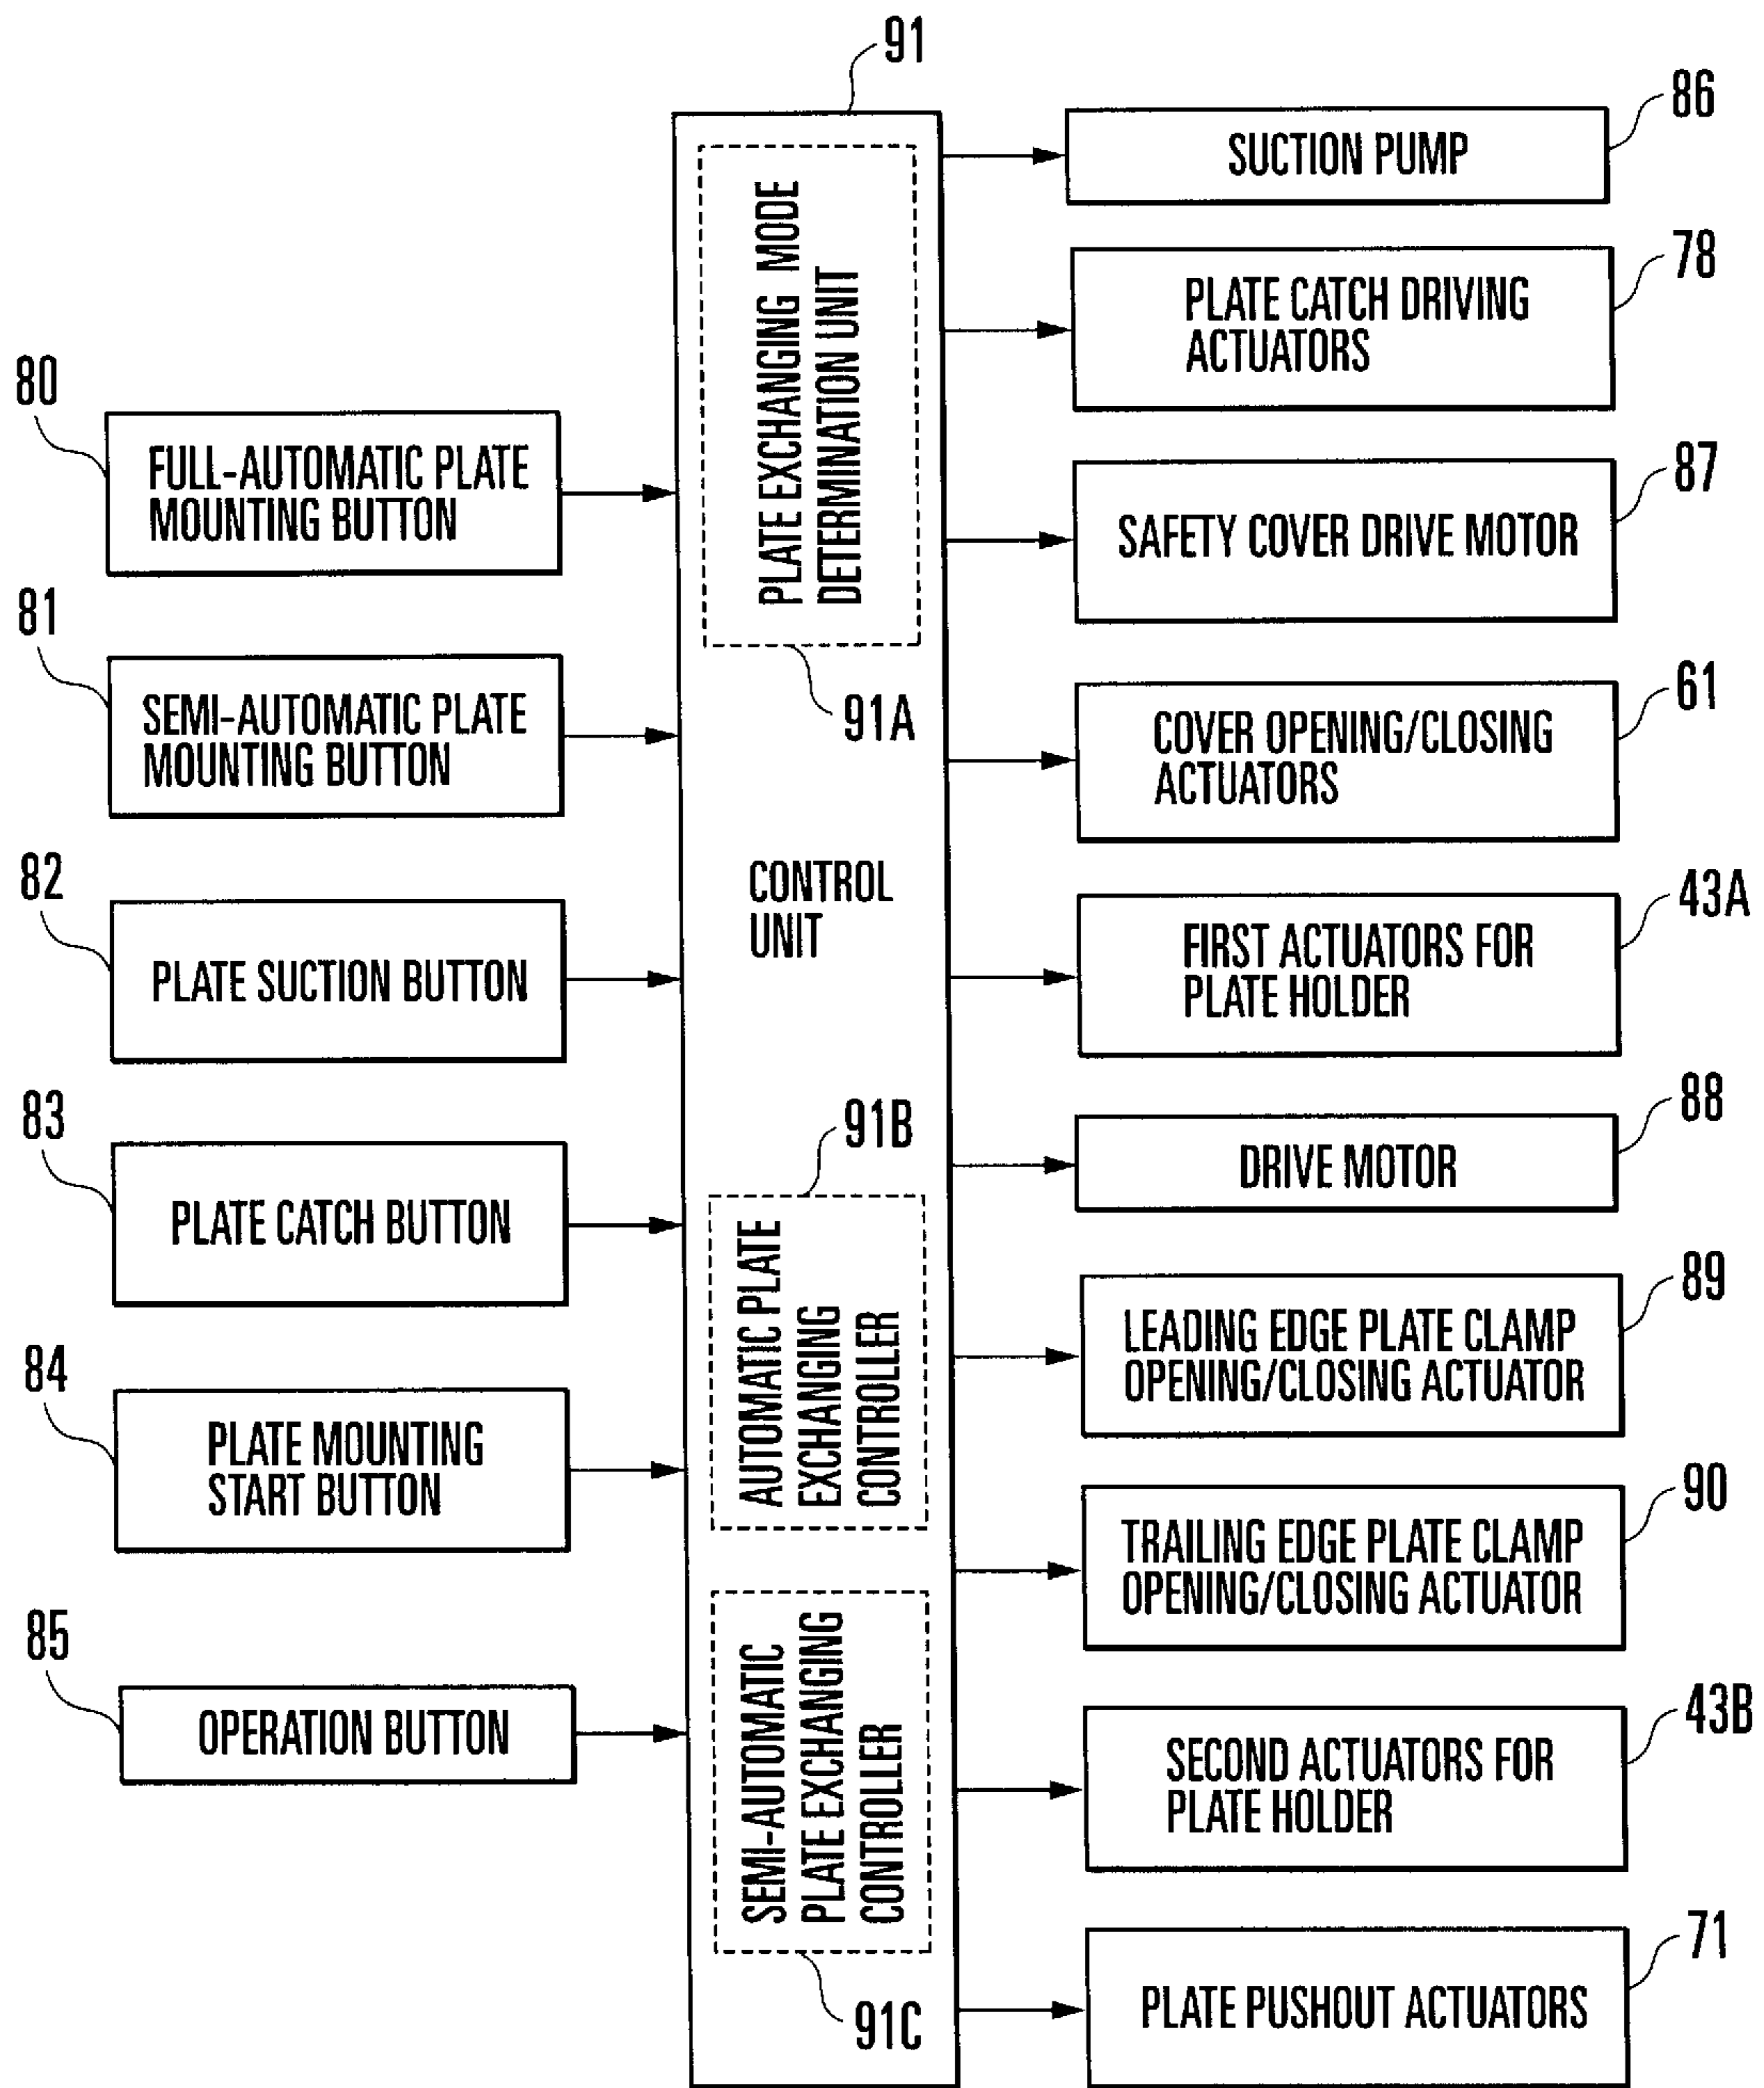 91
80
FULL-AUTOMATIC PLATE
MOUNTING BUTTON
81
SEMI-AUTOMATIC PLATE
MOUNTING BUTTON
82
PLATE SUCTION BUTTON
83
PLATE CATCH BUTTON
84
PLATE MOUNTING
START BUTTON
85
OPERATION BUTTON
PLATE EXCHANGING MODE
DETERMINATION UNIT
91A
CONTROL
UNIT
91B
AUTOMATIC PLATE
EXCHANGING
CONTROLLER
SEMI-AUTOMATIC
PLATE EXCHANGING
CONTROLLER
91C
86
SUCTION PUMP
78
PLATE CATCH DRIVING
ACTUATORS
87
SAFETY COVER DRIVE MOTOR
61
COVER OPENING/CLOSING
ACTUATORS
43A
FIRST ACTUATORS FOR
PLATE HOLDER
88
DRIVE MOTOR
89
LEADING EDGE PLATE CLAMP
OPENING/CLOSING ACTUATOR
90
TRAILING EDGE PLATE CLAMP
OPENING/CLOSING ACTUATOR
43B
SECOND ACTUATORS FOR
PLATE HOLDER
71
PLATE PUSHOUT ACTUATORS